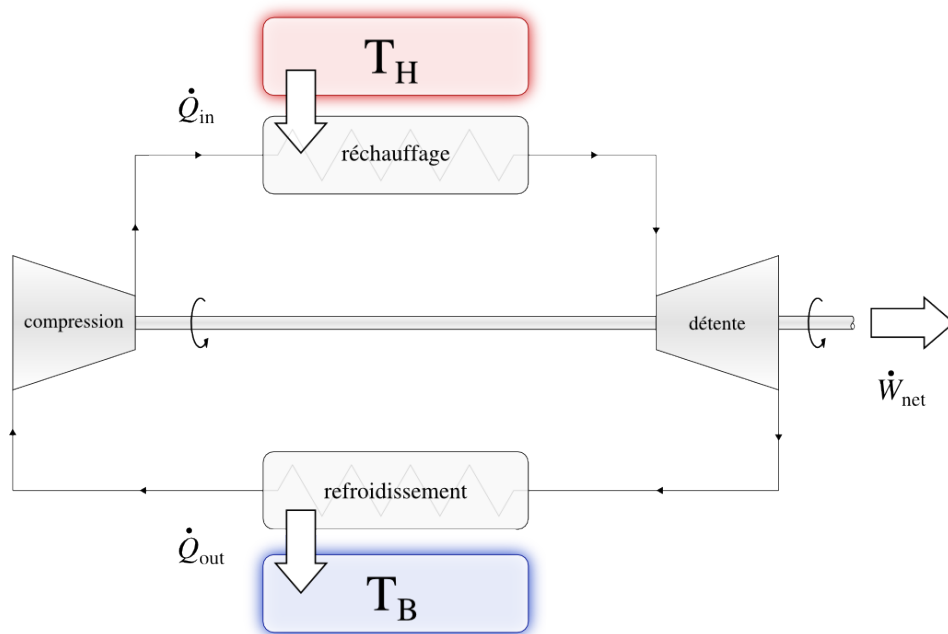 T_H
Q̇_in
réchauffage
compression
détente
Ẇ_net
refroidissement
Q̇_out
T_B